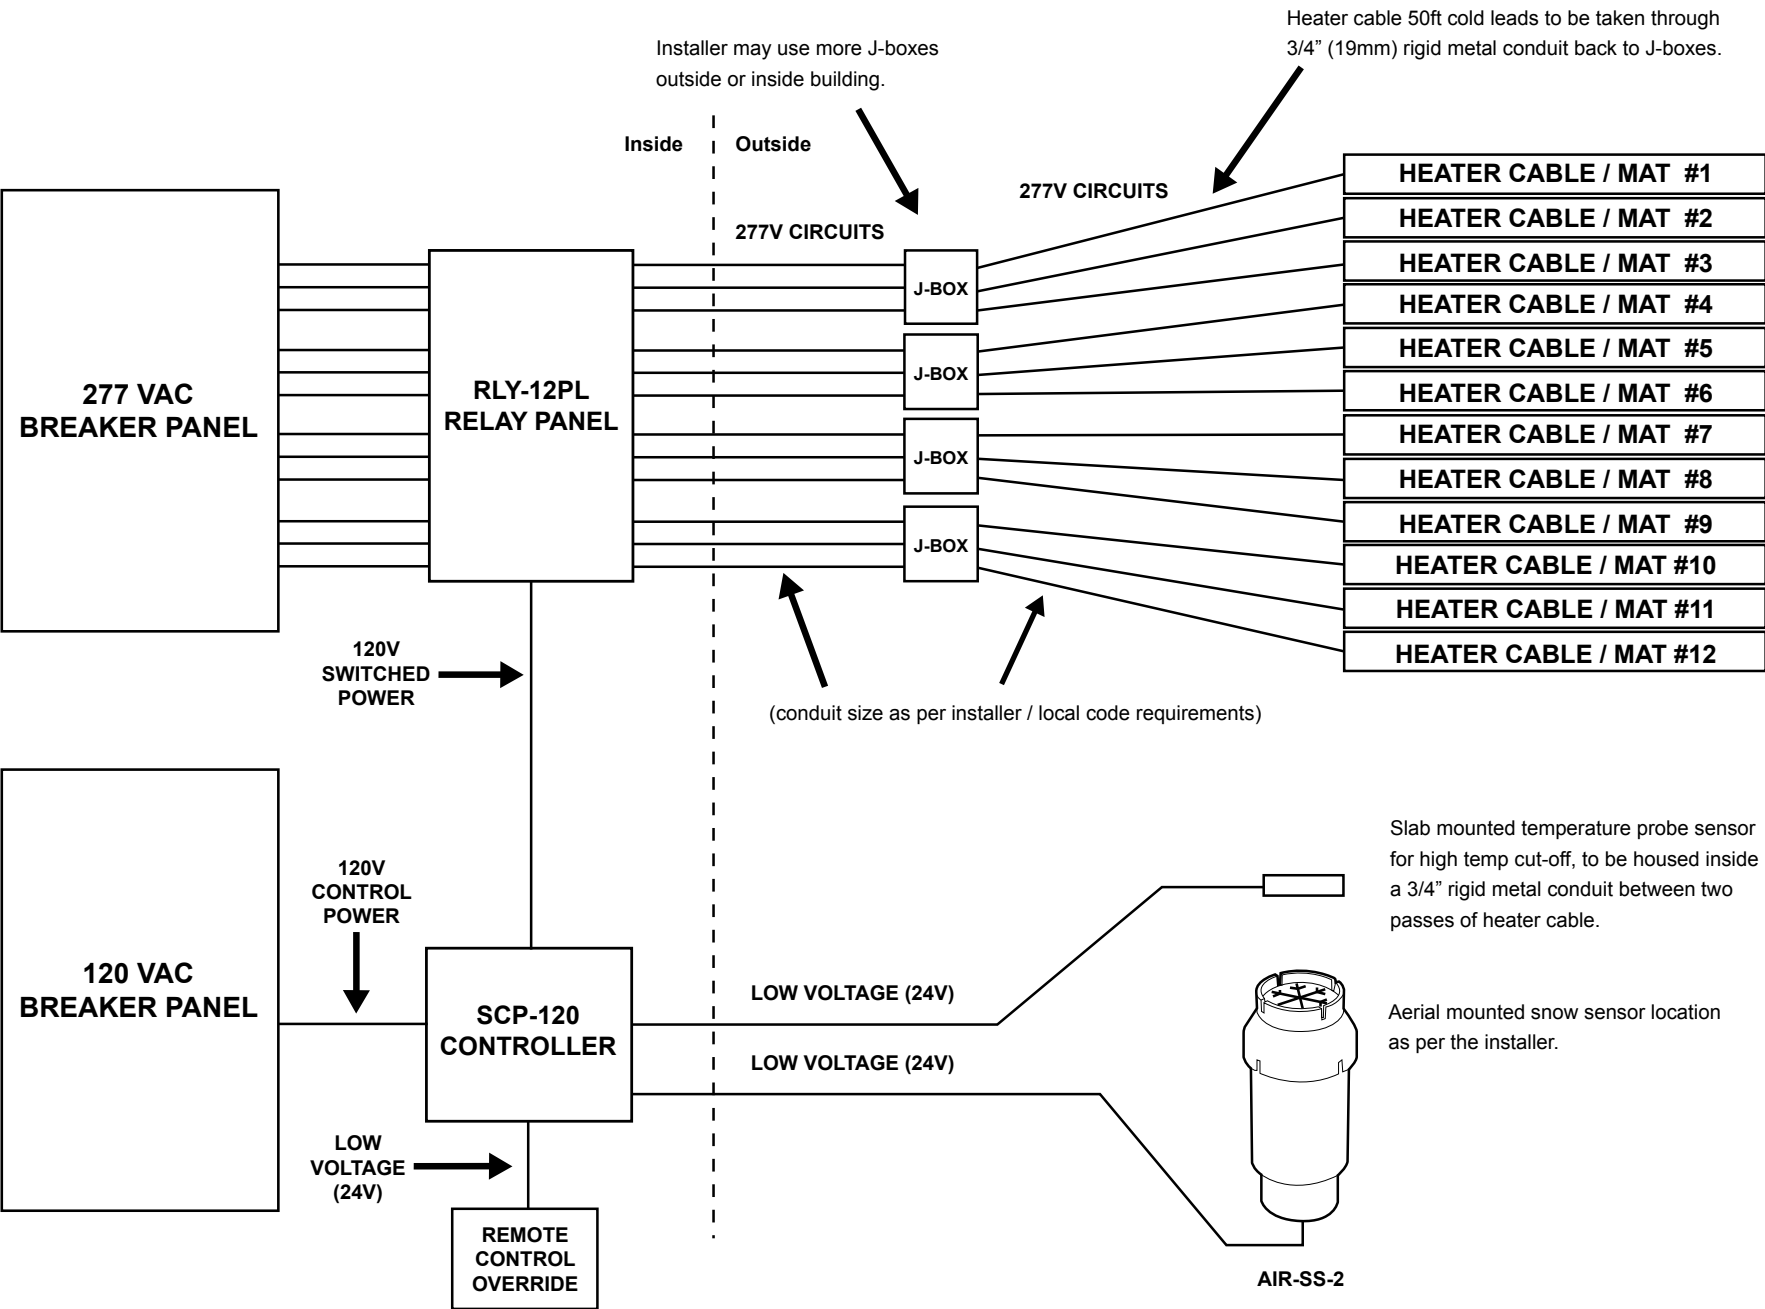 Heater cable 50ft cold leads to be taken through
3/4” (19mm) rigid metal conduit back to J-boxes.
Installer may use more J-boxes
outside or inside building.
Inside
Outside
277V CIRCUITS
277V CIRCUITS
HEATER CABLE / MAT #1
HEATER CABLE / MAT #2
HEATER CABLE / MAT #3
HEATER CABLE / MAT #4
HEATER CABLE / MAT #5
HEATER CABLE / MAT #6
HEATER CABLE / MAT #7
HEATER CABLE / MAT #8
HEATER CABLE / MAT #9
HEATER CABLE / MAT #10
HEATER CABLE / MAT #11
HEATER CABLE / MAT #12
J-BOX
J-BOX
J-BOX
J-BOX
277 VAC
BREAKER PANEL
RLY-12PL
RELAY PANEL
120V
SWITCHED
POWER
(conduit size as per installer / local code requirements)
Slab mounted temperature probe sensor
for high temp cut-off, to be housed inside
a 3/4” rigid metal conduit between two
passes of heater cable.
120V
CONTROL
POWER
120 VAC
BREAKER PANEL
SCP-120
CONTROLLER
LOW VOLTAGE (24V)
LOW VOLTAGE (24V)
Aerial mounted snow sensor location
as per the installer.
LOW
VOLTAGE
(24V)
REMOTE
CONTROL
OVERRIDE
AIR-SS-2